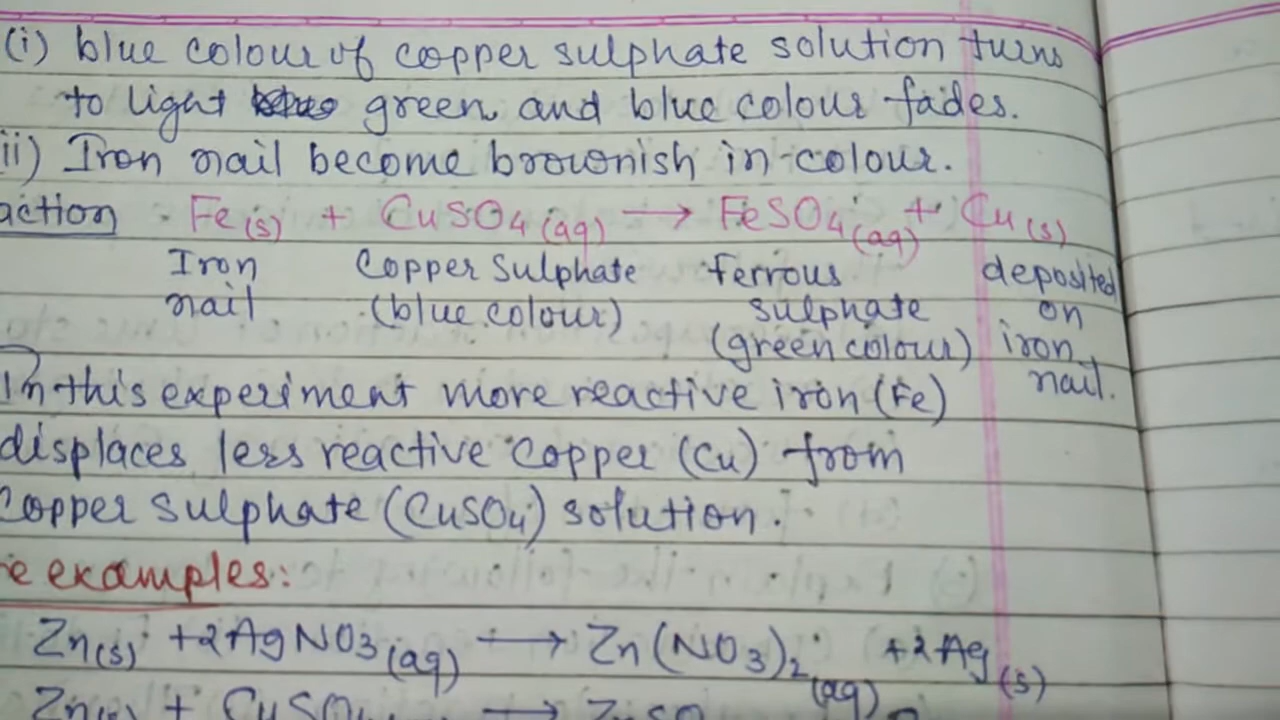 (i) blue colour of copper sulphate solution turns
to light green and blue colour fades.
ii) Iron nail become brownish in colour.
action Fe(s) + CuSO4(aq) → FeSO4(aq) + Cu(s)
Iron Copper Sulphate ferrous deposited
nail (blue colour) sulphate on
(green colour) iron
nail.
In this experiment more reactive iron (Fe)
displaces less reactive Copper (Cu) from
Copper sulphate (CuSO4) solution.
e examples:
Zn(s) + 2AgNO3(aq) → Zn(NO3)2(aq) + 2Ag(s)
Zn + CuSO → ZnSO